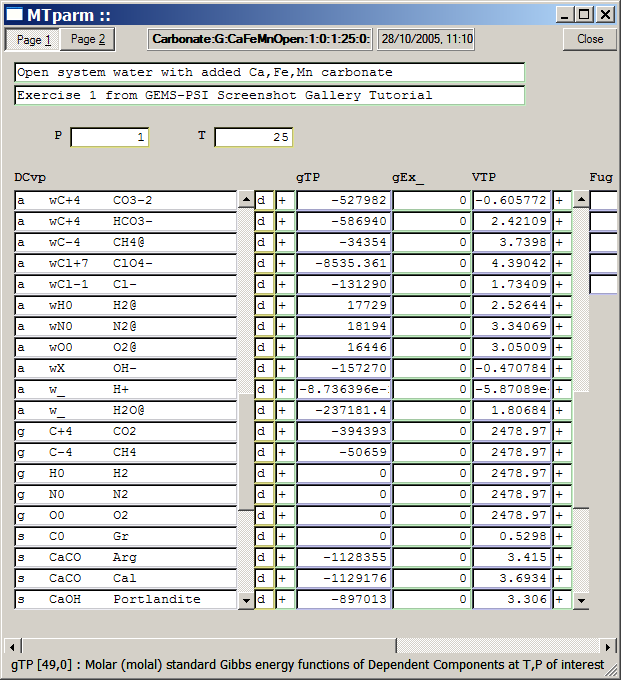 MTparm ::
Page 1 Page 2 Carbonate:G:CaFeMnOpen:1:0:1:25:0: 28/10/2005, 11:10 Close
Open system water with added Ca,Fe,Mn carbonate
Exercise 1 from GEMS-PSI Screenshot Gallery Tutorial
P 1 T 25
DCvp gTP gEx_ VTP Fug
a wC+4 CO3-2 d + -527982 0 -0.605772 +
a wC+4 HCO3- d + -586940 0 2.42109 +
a wC-4 CH4@ d + -34354 0 3.7398 +
a wCl+7 ClO4- d + -8535.361 0 4.39042 +
a wCl-1 Cl- d + -131290 0 1.73409 +
a wH0 H2@ d + 17729 0 2.52644 +
a wN0 N2@ d + 18194 0 3.34069 +
a wO0 O2@ d + 16446 0 3.05009 +
a wX OH- d + -157270 0 -0.470784 +
a w_ H+ d + -8.736396e- 0 -5.87089e- +
a w_ H2O@ d + -237181.4 0 1.80684 +
g C+4 CO2 d + -394393 0 2478.97 +
g C-4 CH4 d + -50659 0 2478.97 +
g H0 H2 d + 0 0 2478.97 +
g N0 N2 d + 0 0 2478.97 +
g O0 O2 d + 0 0 2478.97 +
s C0 Gr d + 0 0 0.5298 +
s CaCO Arg d + -1128355 0 3.415 +
s CaCO Cal d + -1129176 0 3.6934 +
s CaOH Portlandite d + -897013 0 3.306 +
gTP [49,0] : Molar (molal) standard Gibbs energy functions of Dependent Components at T,P of interest